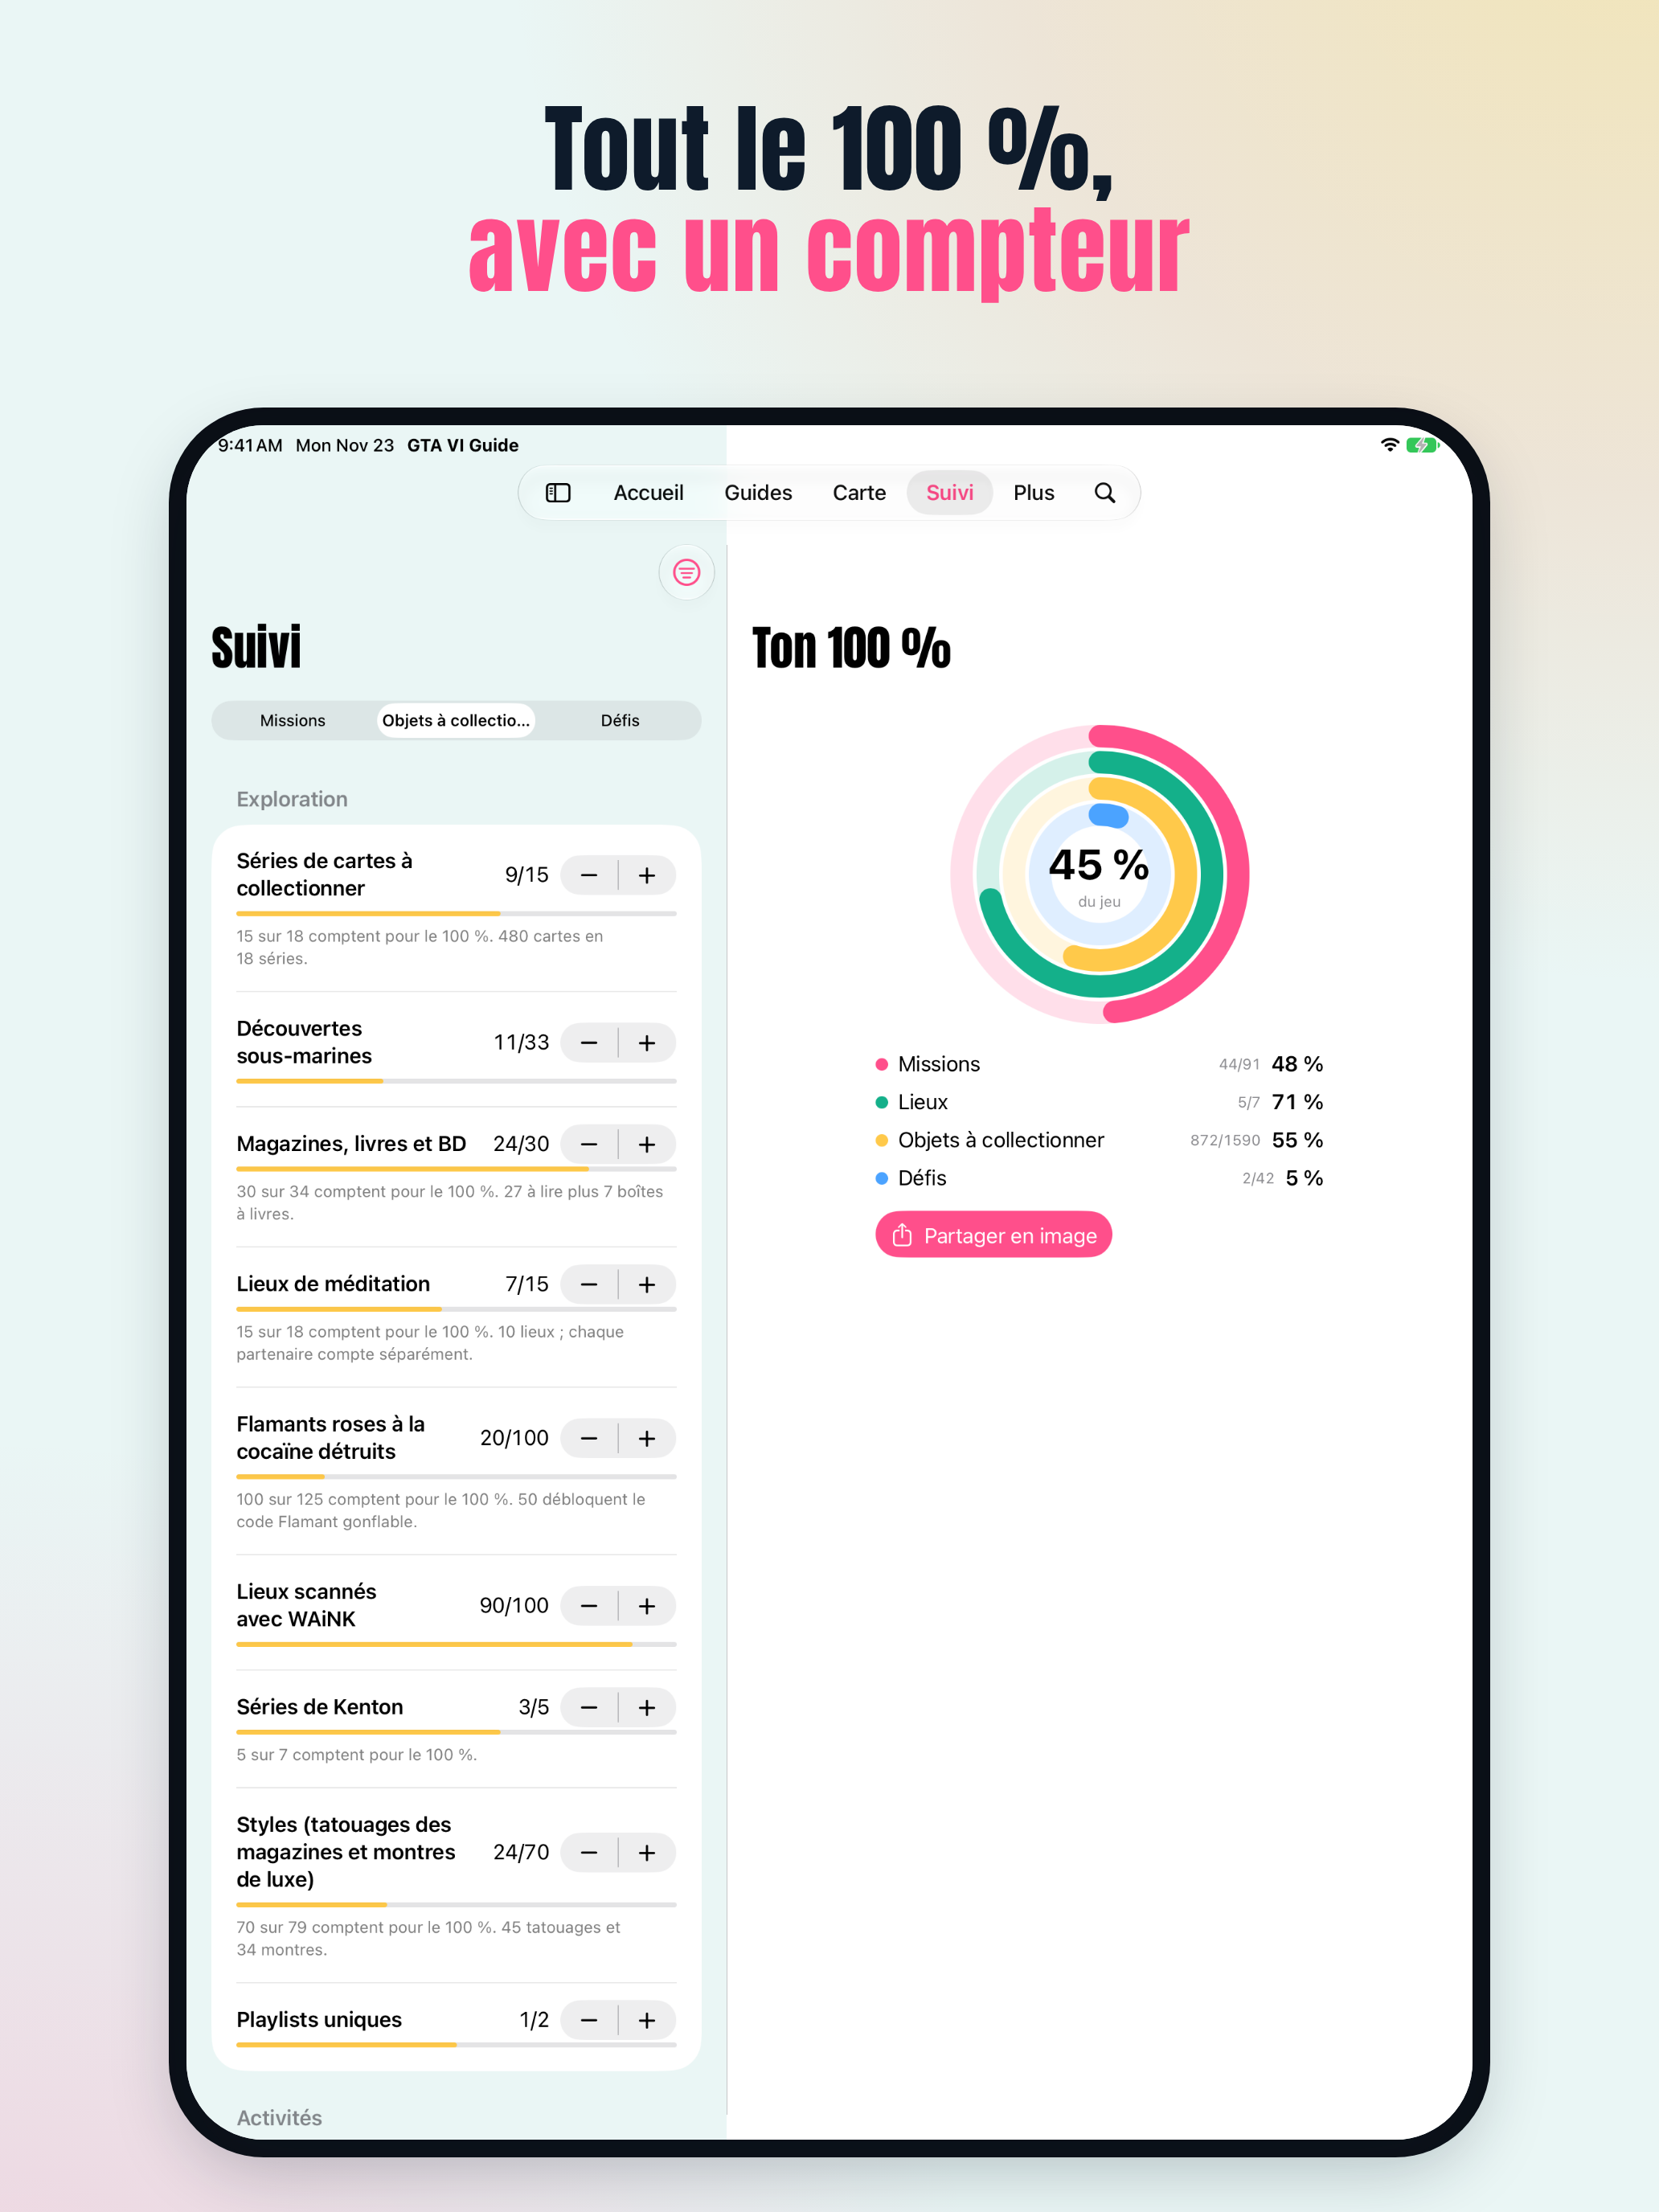 Tout le 100 %,
avec un compteur
9:41 AM Mon Nov 23 GTA VI Guide
Accueil Guides Carte Suivi Plus
Suivi
Missions Objets à collectio... Défis
Exploration
Séries de cartes à
collectionner
9/15
15 sur 18 comptent pour le 100 %. 480 cartes en
18 séries.
Découvertes
sous-marines
11/33
Magazines, livres et BD 24/30
30 sur 34 comptent pour le 100 %. 27 à lire plus 7 boîtes
à livres.
Lieux de méditation 7/15
15 sur 18 comptent pour le 100 %. 10 lieux ; chaque
partenaire compte séparément.
Flamants roses à la
cocaïne détruits
20/100
100 sur 125 comptent pour le 100 %. 50 débloquent le
code Flamant gonflable.
Lieux scannés
avec WAiNK
90/100
Séries de Kenton 3/5
5 sur 7 comptent pour le 100 %.
Styles (tatouages des
magazines et montres
de luxe)
24/70
70 sur 79 comptent pour le 100 %. 45 tatouages et
34 montres.
Playlists uniques 1/2
Activités
Ton 100 %
45 %
du jeu
Missions 44/91 48 %
Lieux 5/7 71 %
Objets à collectionner 872/1590 55 %
Défis 2/42 5 %
Partager en image